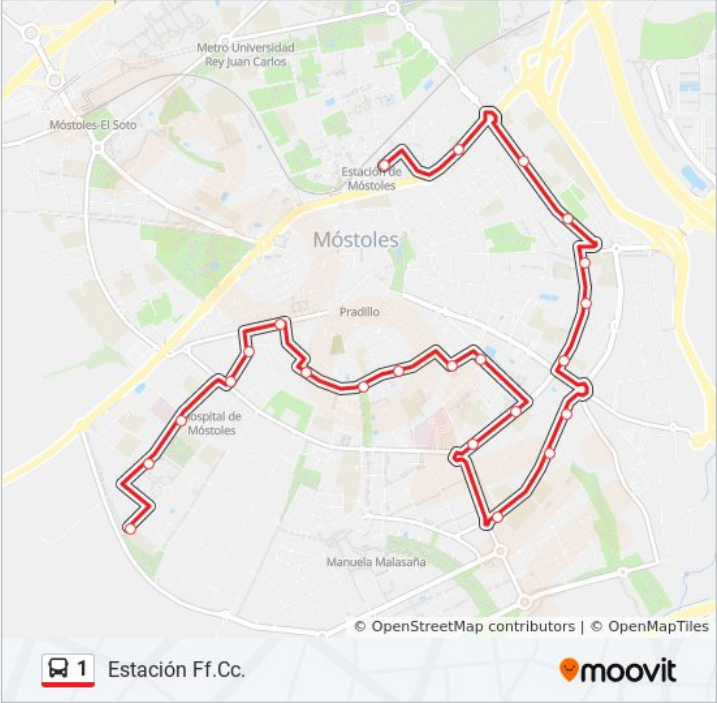 Metro Universidad
Rey Juan Carlos
Móstoles-El Soto
Estación de
Móstoles
Móstoles
Pradillo
Hospital de
Móstoles
Manuela Malasaña
© OpenStreetMap contributors | © OpenMapTiles
1 Estación Ff.Cc.
moovit